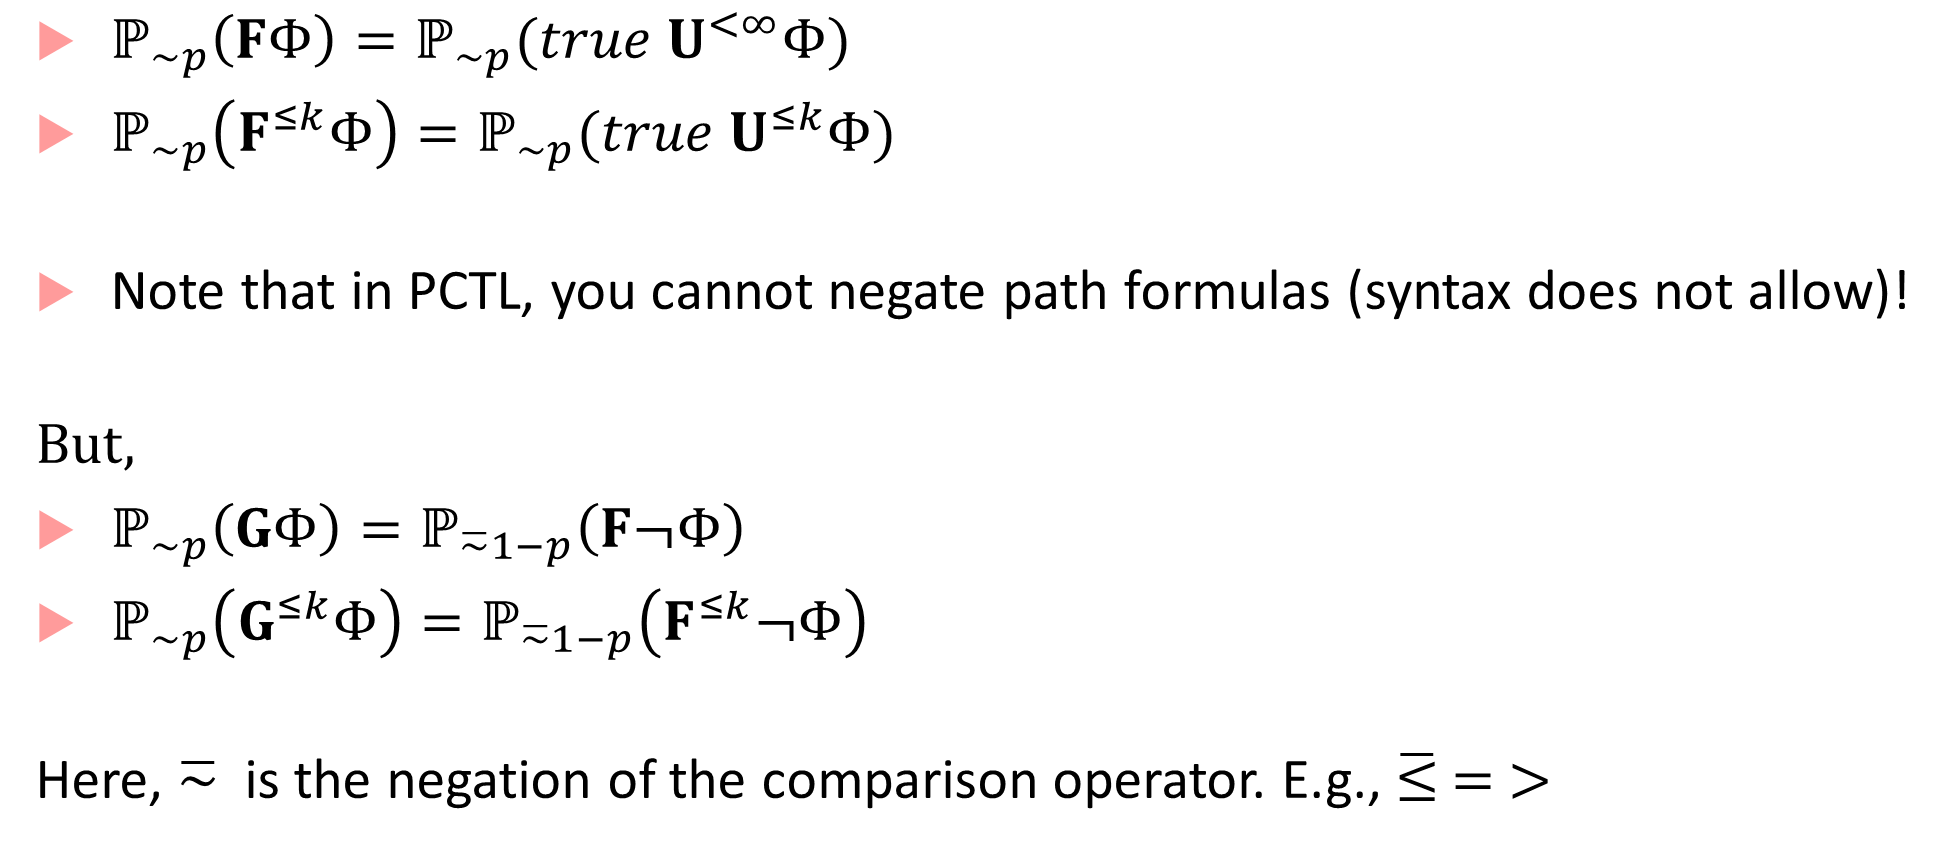 ▶ ℙ_{~p}(𝐅Φ) = ℙ_{~p}(true 𝐔^{<∞}Φ)
▶ ℙ_{~p}(𝐅^{≤k}Φ) = ℙ_{~p}(true 𝐔^{≤k}Φ)
▶ Note that in PCTL, you cannot negate path formulas (syntax does not allow)!
But,
▶ ℙ_{~p}(𝐆Φ) = ℙ_{~̅1−p}(𝐅¬Φ)
▶ ℙ_{~p}(𝐆^{≤k}Φ) = ℙ_{~̅1−p}(𝐅^{≤k}¬Φ)
Here, ~̅ is the negation of the comparison operator. E.g., ≤̅ = >